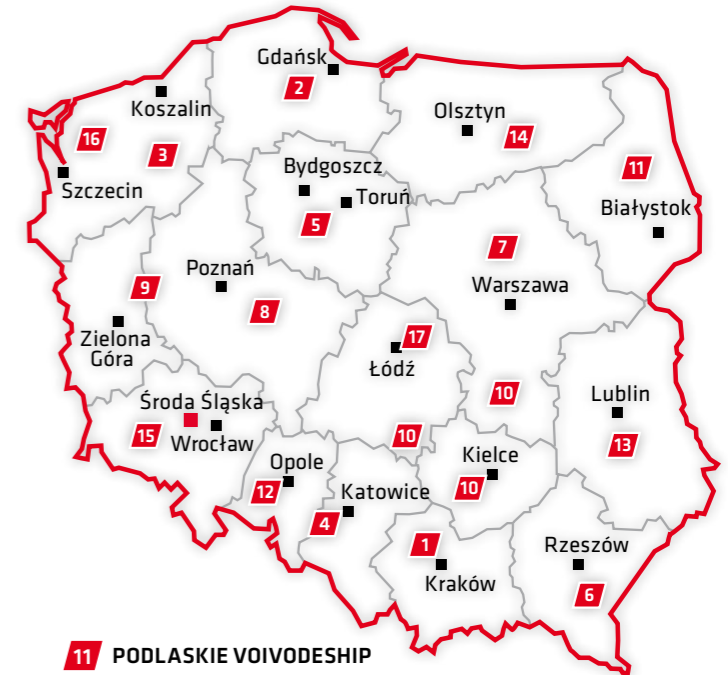 Gdańsk
2
Koszalin
Olsztyn
16
14
3
Bydgoszcz
11
Szczecin
Toruń
Białystok
5
7
Poznań
9
Warszawa
8
17
Zielona
Góra
Łódź
Środa Śląska
10
Lublin
15
Wrocław
10
13
Opole
Kielce
12
Katowice
10
4
1
Rzeszów
Kraków
6
11 PODLASKIE VOIVODESHIP